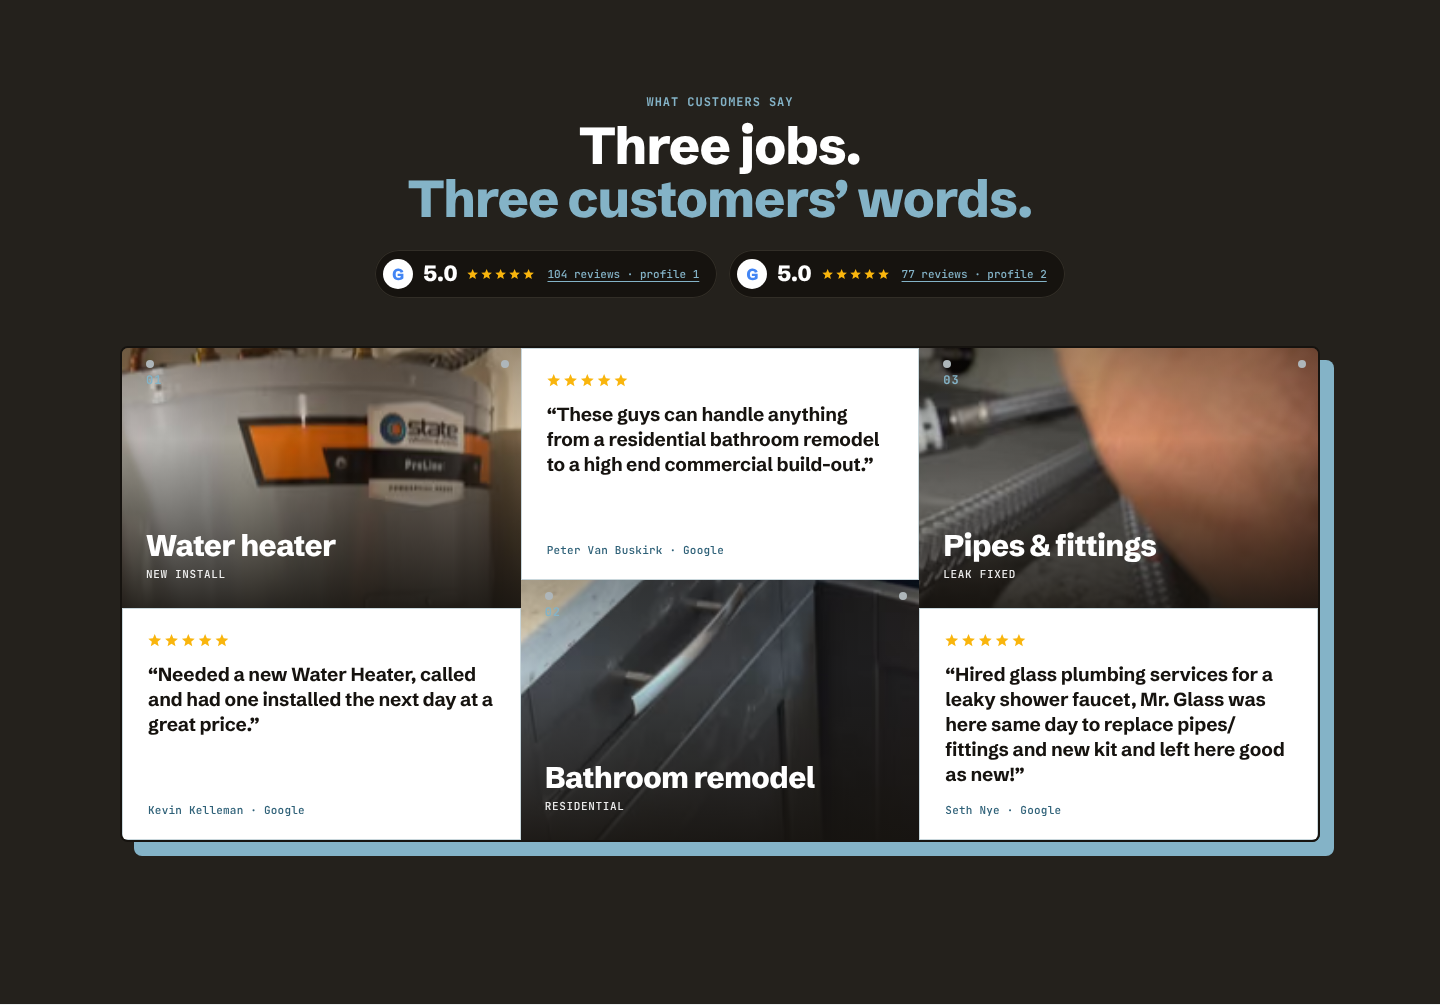 WHAT CUSTOMERS SAY
Three jobs.
Three customers’ words.
G 5.0 ★★★★★ 104 reviews · profile 1
G 5.0 ★★★★★ 77 reviews · profile 2
state
ProLine
Water heater
NEW INSTALL
★★★★★
“Needed a new Water Heater, called
and had one installed the next day at a
great price.”
Kevin Kelleman · Google
★★★★★
“These guys can handle anything
from a residential bathroom remodel
to a high end commercial build-out.”
Peter Van Buskirk · Google
Bathroom remodel
RESIDENTIAL
03
Pipes & fittings
LEAK FIXED
★★★★★
“Hired glass plumbing services for a
leaky shower faucet, Mr. Glass was
here same day to replace pipes/
fittings and new kit and left here good
as new!”
Seth Nye · Google